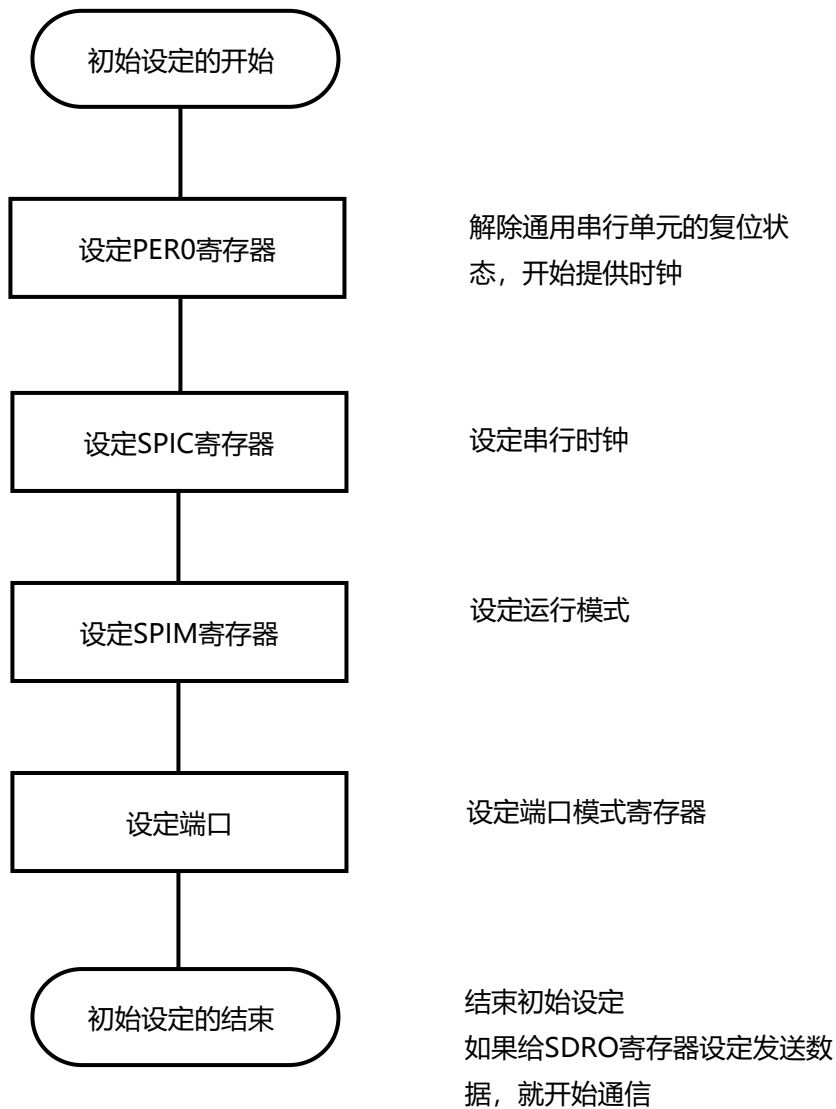 初始设定的开始
设定PER0寄存器
解除通用串行单元的复位状
态，开始提供时钟
设定SPIC寄存器
设定串行时钟
设定SPIM寄存器
设定运行模式
设定端口
设定端口模式寄存器
初始设定的结束
结束初始设定
如果给SDRO寄存器设定发送数
据，就开始通信